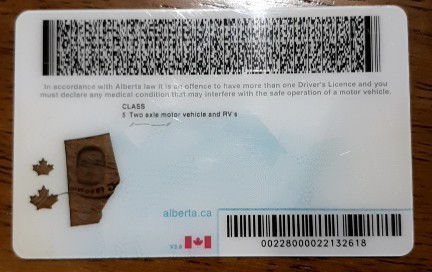 In accordance with Alberta law it is an offence to have more than one Driver's Licence and you
must declare any medical condition that may interfere with the safe operation of a motor vehicle.
CLASS
5 Two axle motor vehicle and RV's
alberta.ca
V3.8
00228000022132618